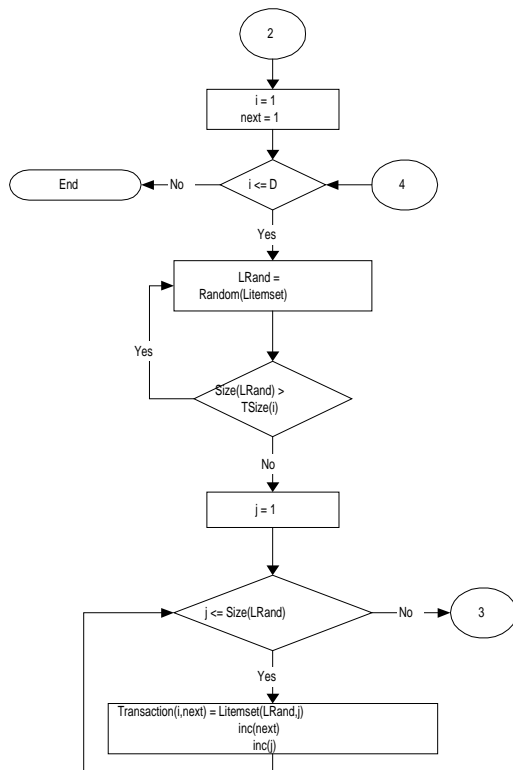 2
i = 1
next = 1
End
No
i <= D
4
Yes
LRand =
Random(Litemset)
Yes
Size(LRand) >
TSize(i)
No
j = 1
j <= Size(LRand)
No
3
Yes
Transaction(i,next) = Litemset(LRand,j)
inc(next)
inc(j)